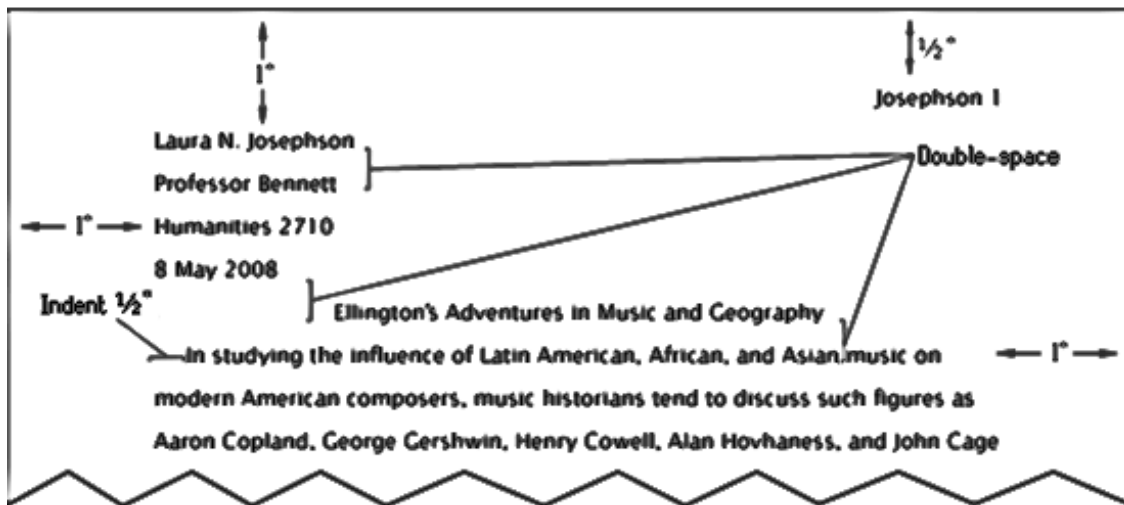 ½"
1"
Josephson 1
Laura N. Josephson
Double-space
Professor Bennett
1"
Humanities 2710
8 May 2008
Indent ½"
Ellington's Adventures in Music and Geography
In studying the influence of Latin American, African, and Asian music on
1"
modern American composers, music historians tend to discuss such figures as
Aaron Copland, George Gershwin, Henry Cowell, Alan Hovhaness, and John Cage